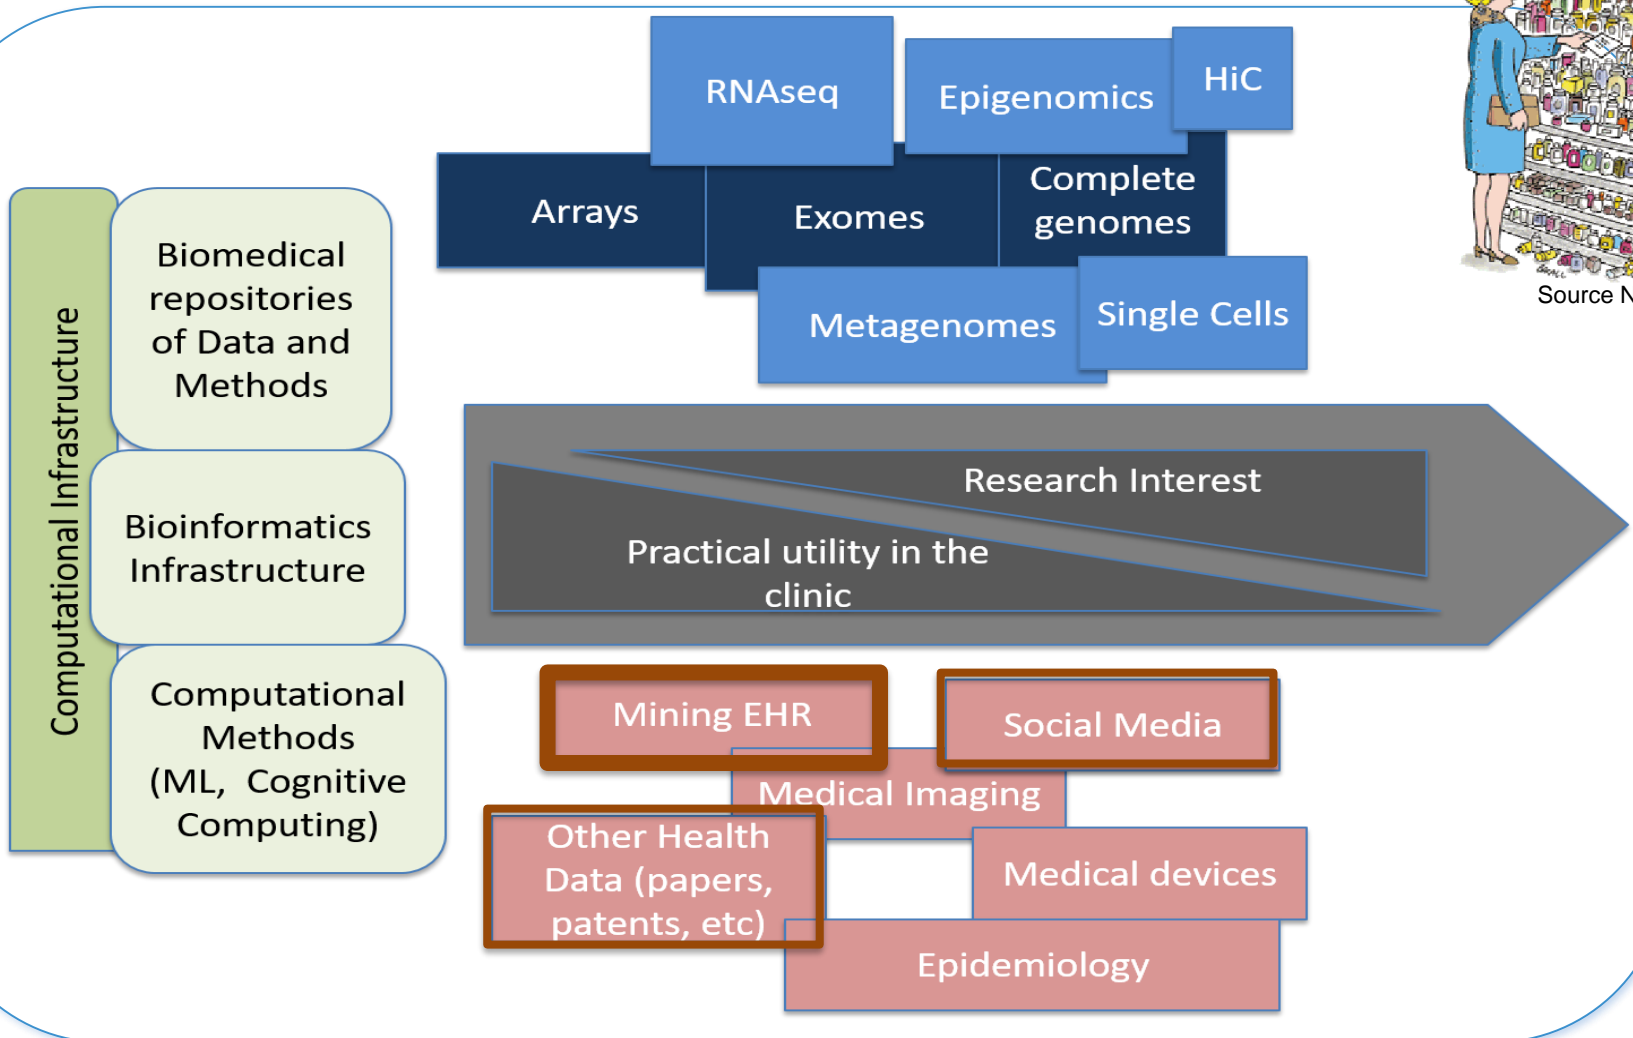 RNAseq
Epigenomics
HiC
Arrays
Exomes
Complete
genomes
Metagenomes
Single Cells
Source N
Computational Infrastructure
Biomedical
repositories
of Data and
Methods
Bioinformatics
Infrastructure
Computational
Methods
(ML, Cognitive
Computing)
Research Interest
Practical utility in the
clinic
Mining EHR
Social Media
Medical Imaging
Other Health
Data (papers,
patents, etc)
Medical devices
Epidemiology